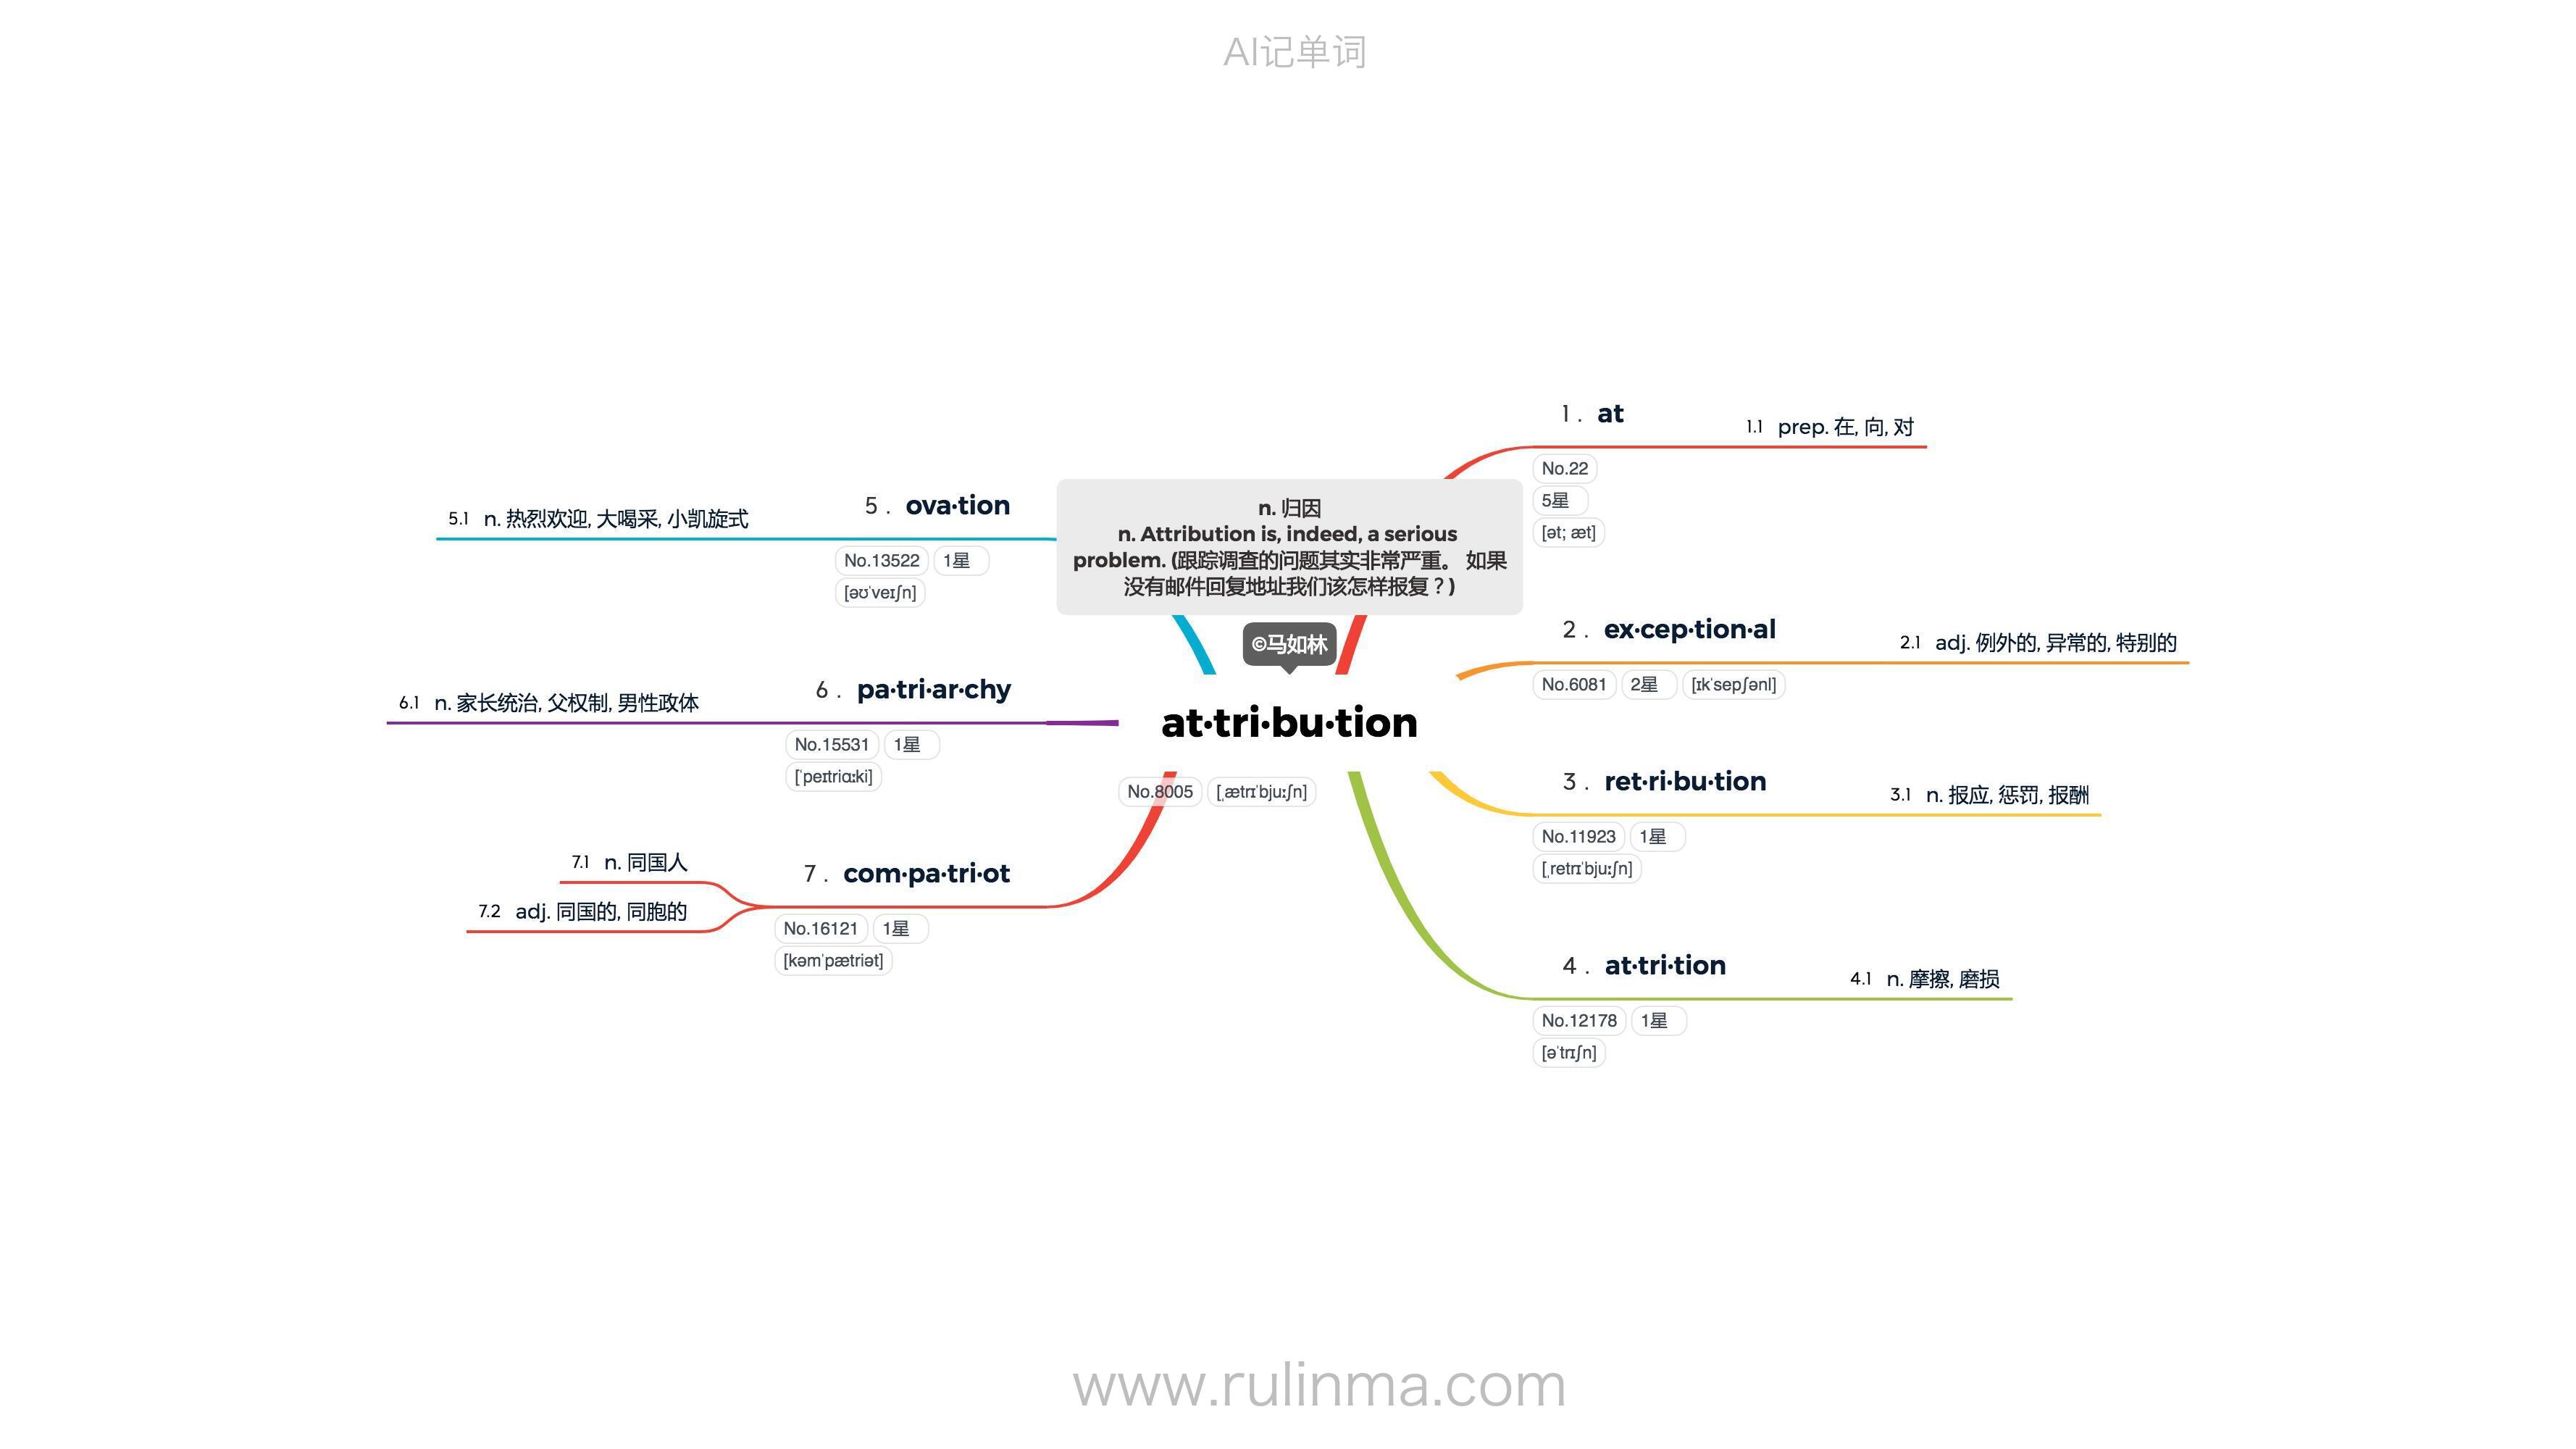 AI记单词
n. 归因
n. Attribution is, indeed, a serious
problem. (跟踪调查的问题其实非常严重。 如果
没有邮件回复地址我们该怎样报复？)
©马如林
at·tri·bu·tion
No.8005 [ˌætrɪˈbjuːʃn]
1 . at
1.1 prep. 在, 向, 对
No.22
5星
[ət; æt]
2 . ex·cep·tion·al
2.1 adj. 例外的, 异常的, 特别的
No.6081 2星 [ɪkˈsepʃənl]
3 . ret·ri·bu·tion
3.1 n. 报应, 惩罚, 报酬
No.11923 1星
[ˌretrɪˈbjuːʃn]
4 . at·tri·tion
4.1 n. 摩擦, 磨损
No.12178 1星
[əˈtrɪʃn]
5 . ova·tion
5.1 n. 热烈欢迎, 大喝采, 小凯旋式
No.13522 1星
[əʊˈveɪʃn]
6 . pa·tri·ar·chy
6.1 n. 家长统治, 父权制, 男性政体
No.15531 1星
[ˈpeɪtriɑːki]
7 . com·pa·tri·ot
7.1 n. 同国人
7.2 adj. 同国的, 同胞的
No.16121 1星
[kəmˈpætriət]
www.rulinma.com